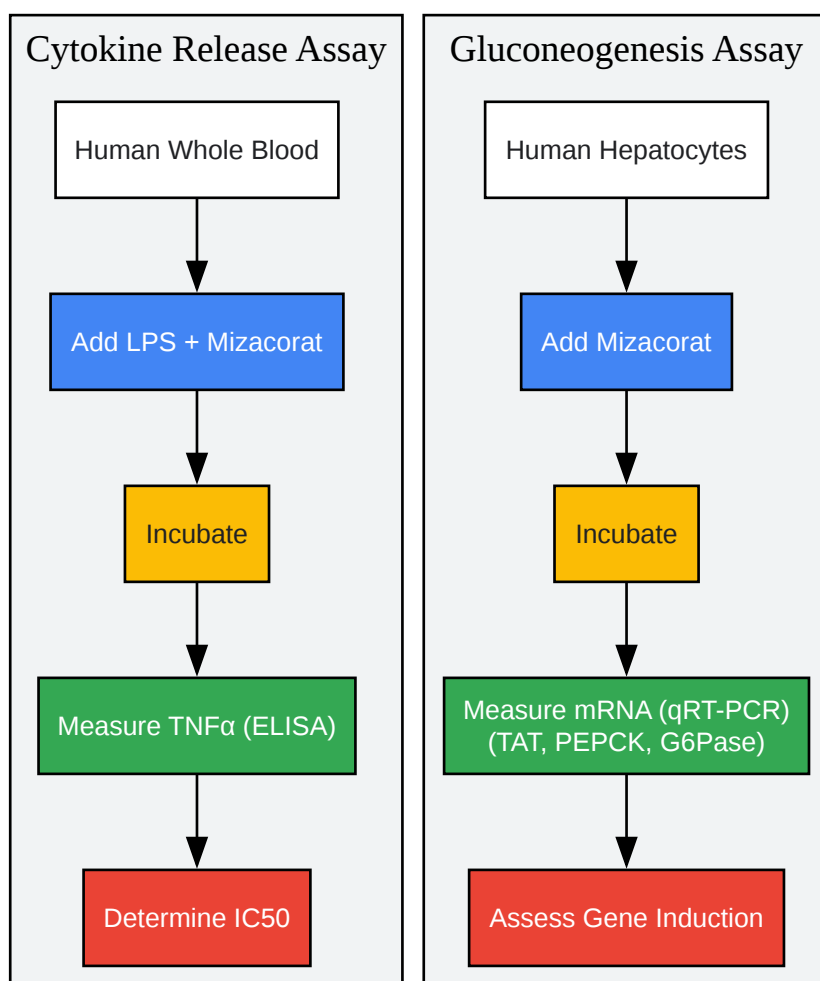 Cytokine Release Assay
Human Whole Blood
Add LPS + Mizacorat
Incubate
Measure TNFα (ELISA)
Determine IC50
Gluconeogenesis Assay
Human Hepatocytes
Add Mizacorat
Incubate
Measure mRNA (qRT-PCR)
(TAT, PEPCK, G6Pase)
Assess Gene Induction